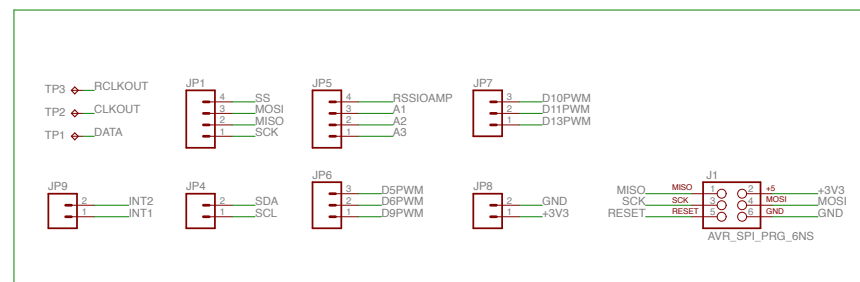 TP3 RCLKOUT
TP2 CLKOUT
TP1 DATA
JP1
4 SS
3 MOSI
2 MISO
1 SCK
JP5
4 RSSIOAMP
3 A1
2 A2
1 A3
JP7
3 D10PWM
2 D11PWM
1 D13PWM
JP9
2 INT2
1 INT1
JP4
2 SDA
1 SCL
JP6
3 D5PWM
2 D6PWM
1 D9PWM
JP8
2 GND
1 +3V3
J1
MISO MISO 1 2 +5 +3V3
SCK SCK 3 4 MOSI MOSI
RESET RESET 5 6 GND GND
AVR_SPI_PRG_6NS